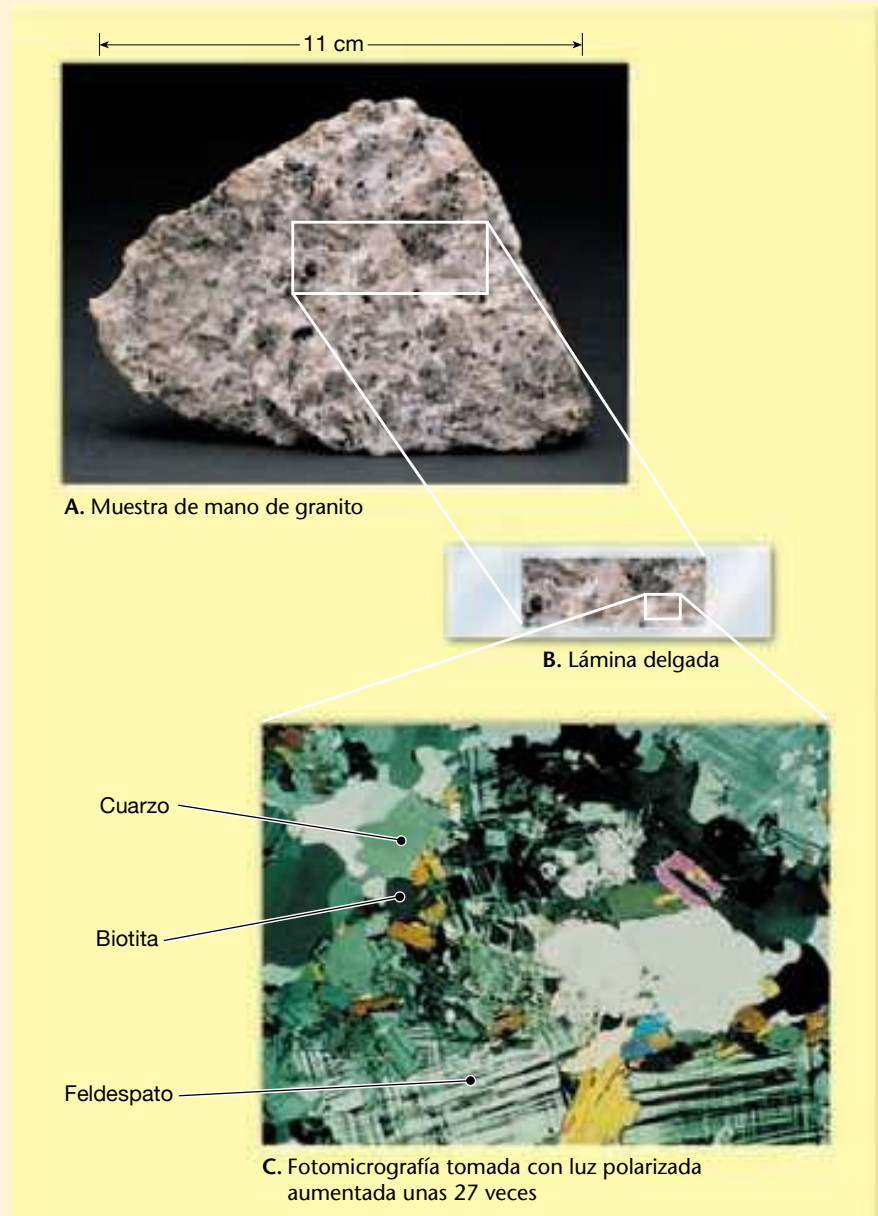 11 cm
A. Muestra de mano de granito
B. Lámina delgada
Cuarzo
Biotita
Feldespato
C. Fotomicrografía tomada con luz polarizada
aumentada unas 27 veces